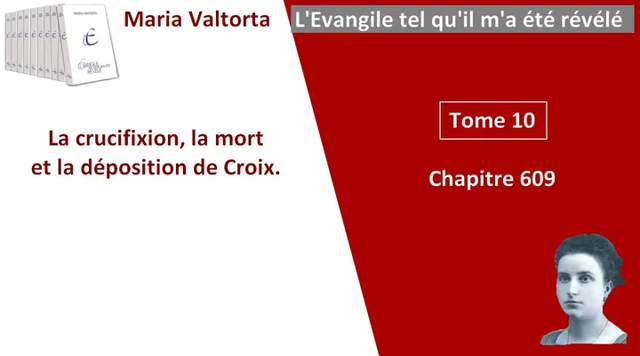 Maria Valtorta
L'Evangile tel qu'il m'a été révélé
La crucifixion, la mort
et la déposition de Croix.
Tome 10
Chapitre 609